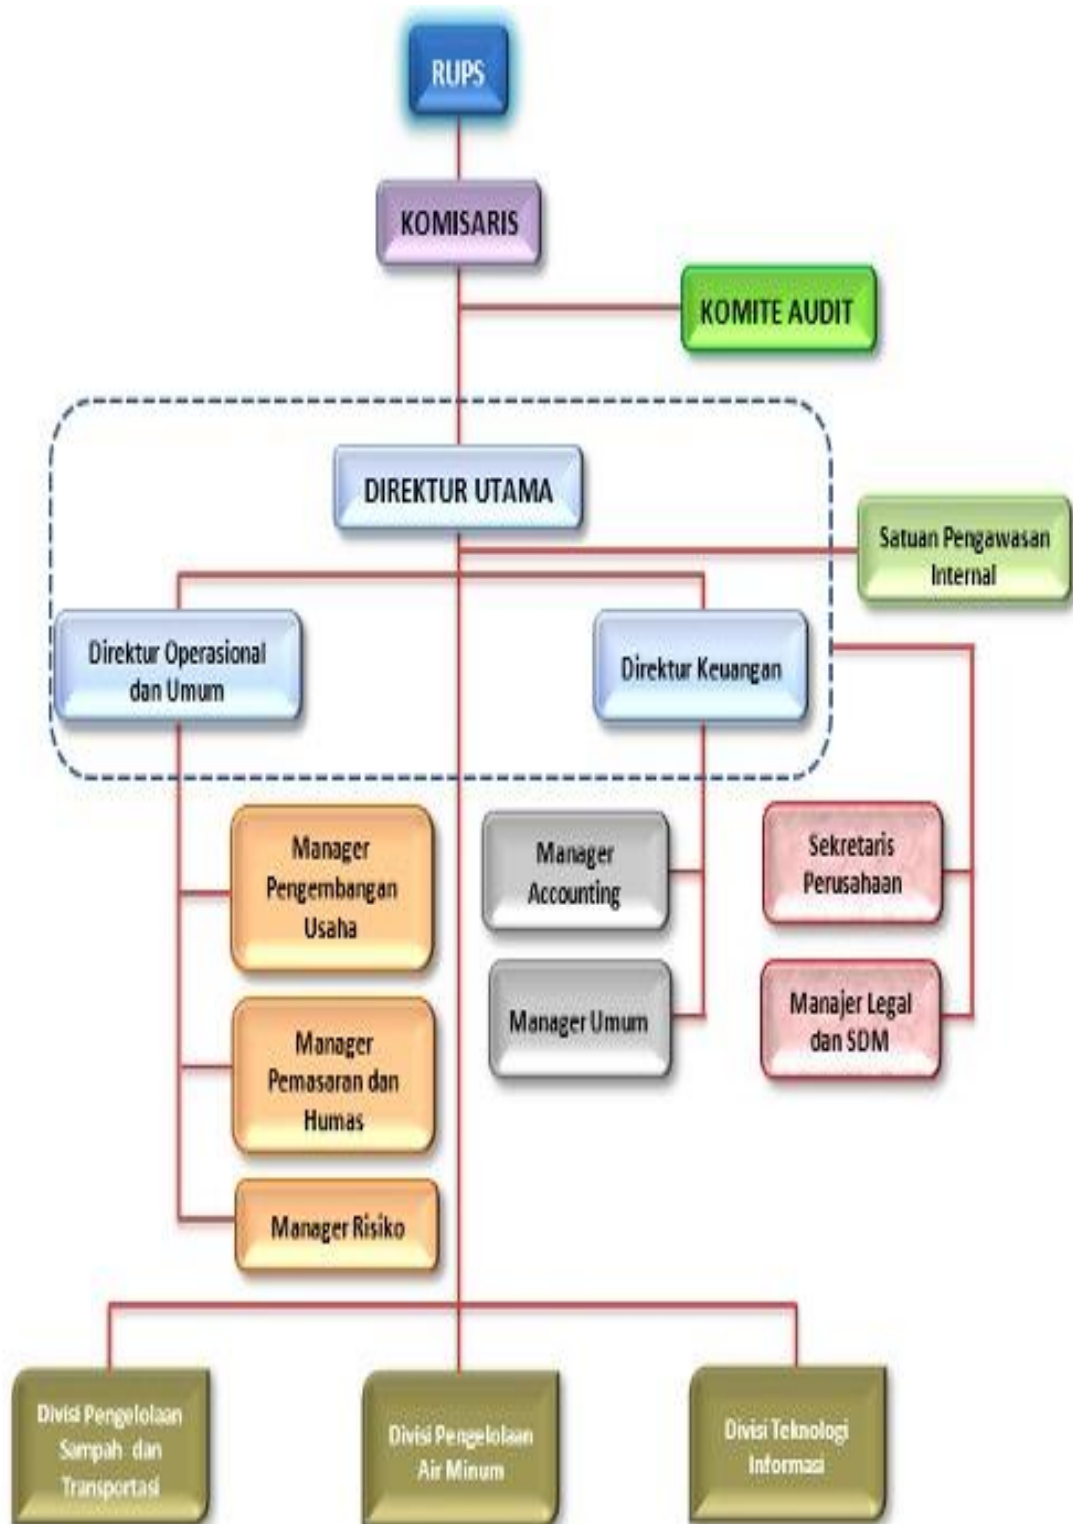 RUPS
KOMISARIS
KOMITE AUDIT
DIREKTUR UTAMA
Satuan Pengawasan
Internal
Direktur Operasional
dan Umum
Direktur Keuangan
Manager
Pengembangan
Usaha
Manager
Accounting
Sekretaris
Perusahaan
Manager
Pemasaran dan
Humas
Manager Umum
Manajer Legal
dan SDM
Manager Risiko
Divisi Pengelolaan
Sampah dan
Transportasi
Divisi Pengelolaan
Air Minum
Divisi Teknologi
Informasi